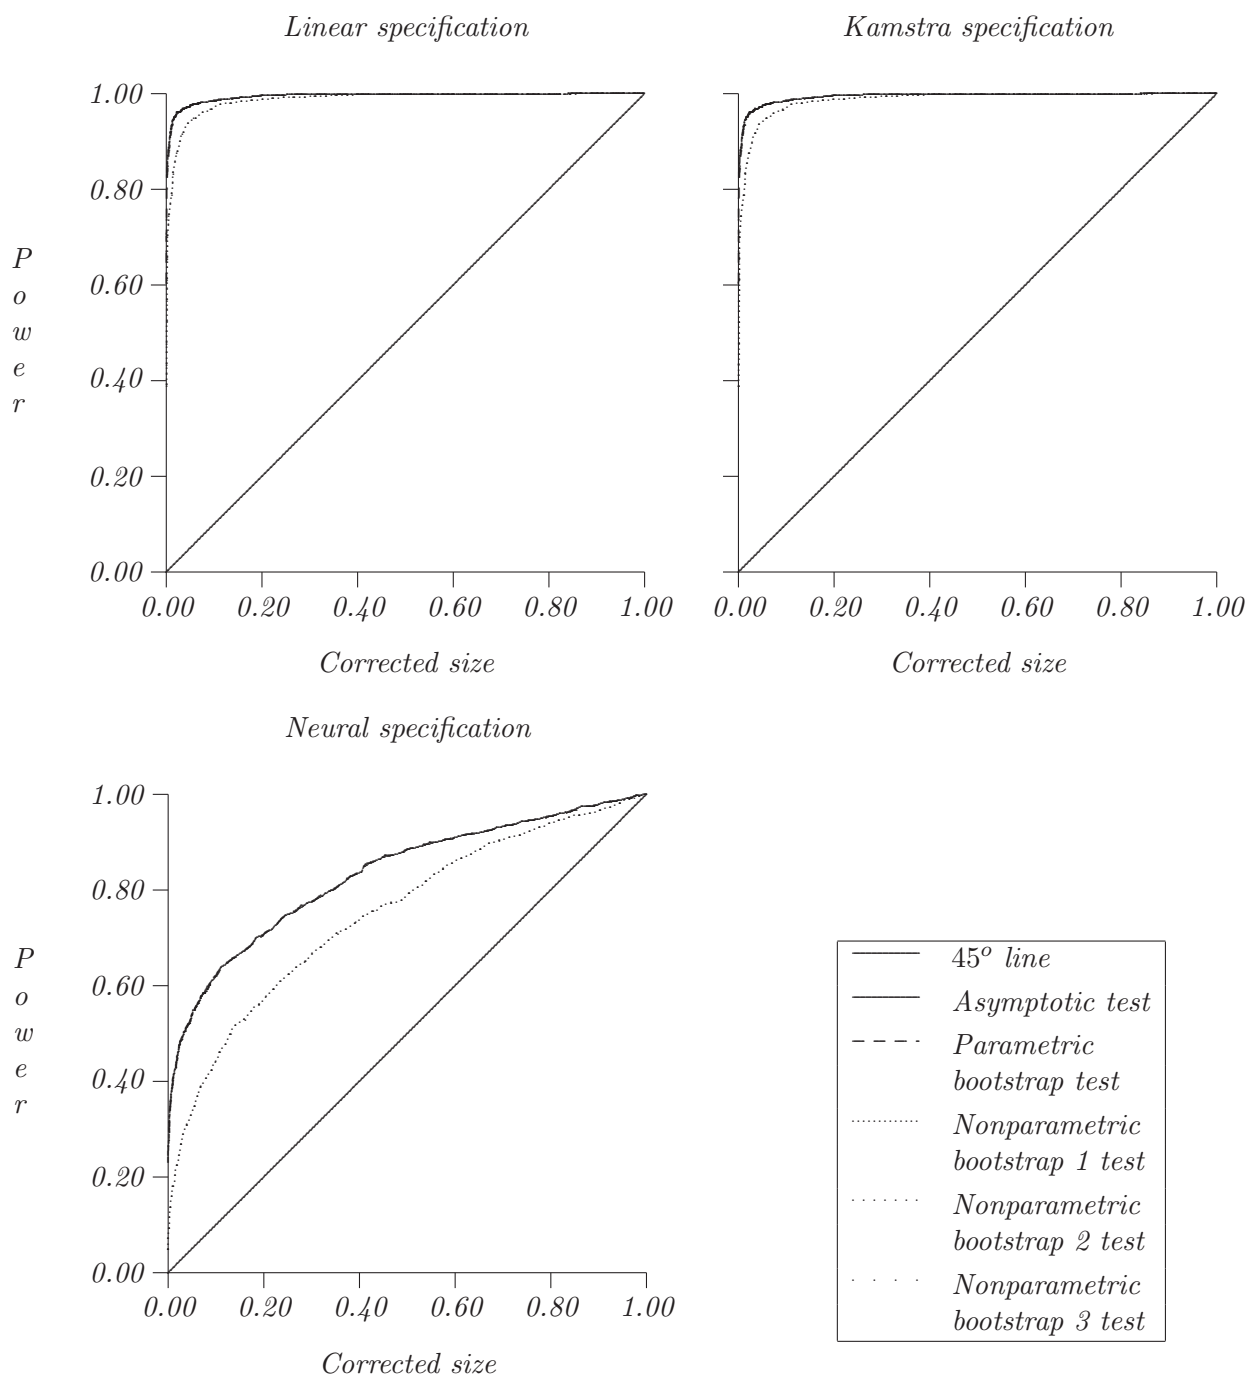 Linear specification
Kamstra specification
1.00
0.80
0.60
0.40
0.20
0.00
P
o
w
e
r
0.00 0.20 0.40 0.60 0.80 1.00
0.00 0.20 0.40 0.60 0.80 1.00
Corrected size
Corrected size
Neural specification
1.00
0.80
0.60
0.40
0.20
0.00
P
o
w
e
r
0.00 0.20 0.40 0.60 0.80 1.00
Corrected size
45° line
Asymptotic test
Parametric
bootstrap test
Nonparametric
bootstrap 1 test
Nonparametric
bootstrap 2 test
Nonparametric
bootstrap 3 test